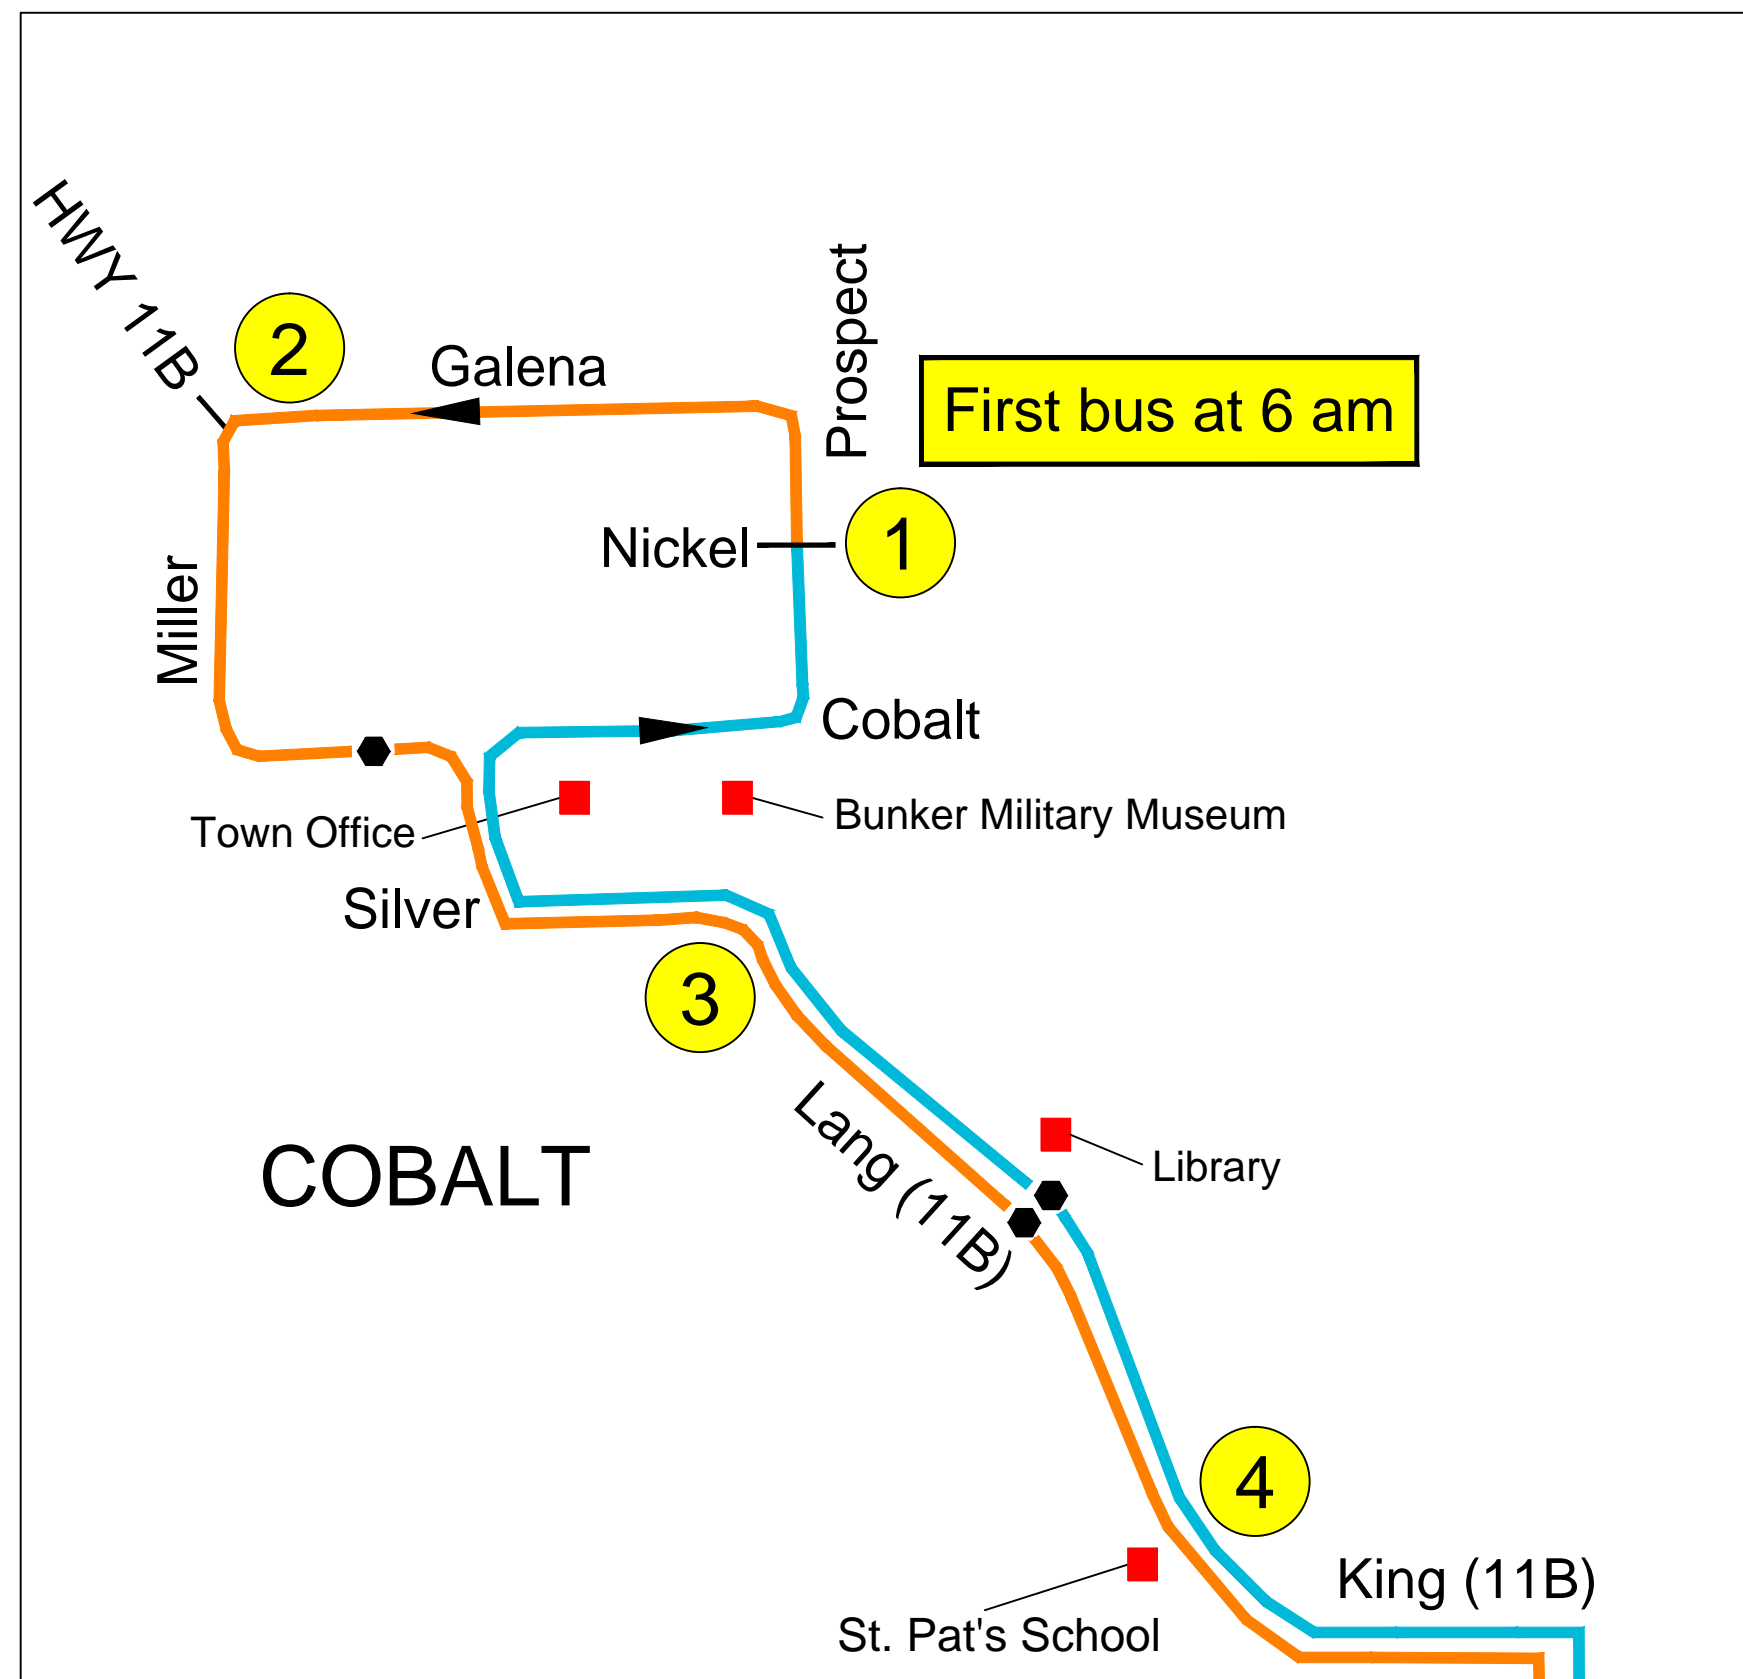 HWY 11B
2
Galena
Prospect
First bus at 6 am
Nickel
1
Miller
Cobalt
Town Office
Bunker Military Museum
Silver
3
Lang (11B)
COBALT
Library
4
King (11B)
St. Pat's School